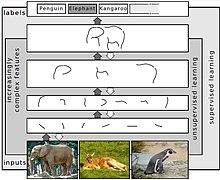 labels
Penguin Elephant Kangaroo
increasingly
complex features
unsupervised learning
supervised learning
inputs